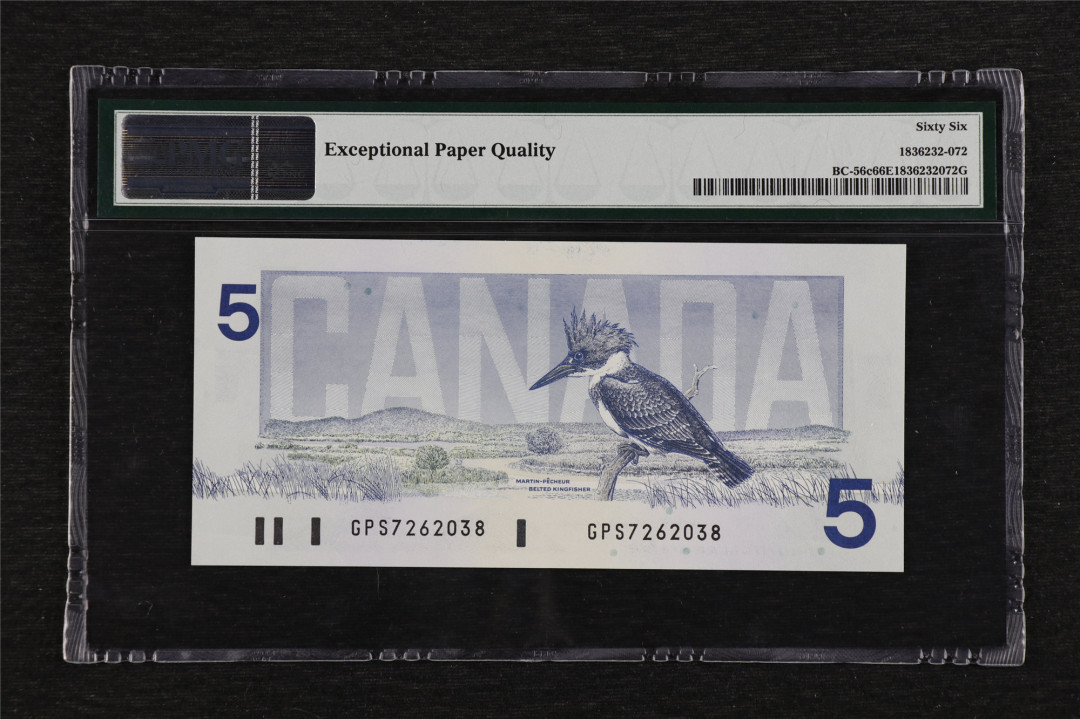 Exceptional Paper Quality
Sixty Six
1836232-072
BC-56c66E1836232072G
5
CANADA
MARTIN-PÊCHEUR
BELTED KINGFISHER
GPS7262038
GPS7262038
5